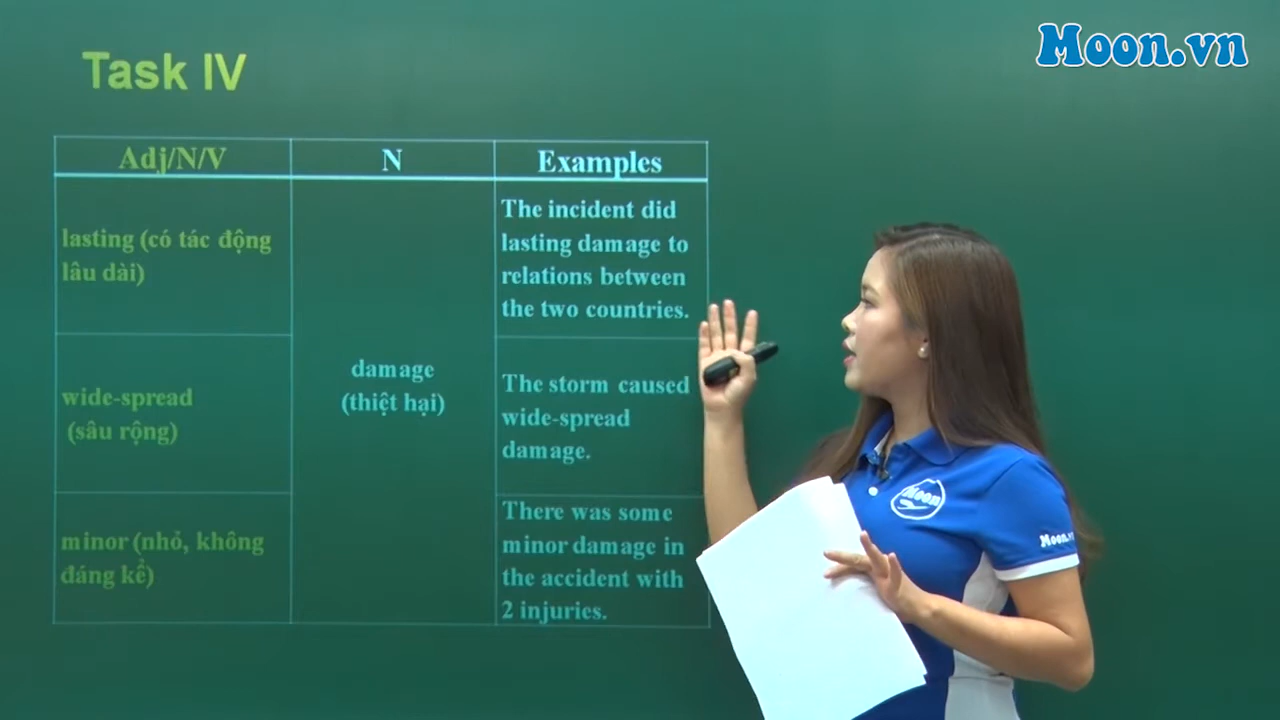 Moon.vn
Task IV
Adj/N/V
N
Examples
lasting (có tác động
lâu dài)
damage
(thiệt hại)
The incident did
lasting damage to
relations between
the two countries.
wide-spread
(sâu rộng)
The storm caused
wide-spread
damage.
minor (nhỏ, không
đáng kể)
There was some
minor damage in
the accident with
2 injuries.
Moon
Moon.vn